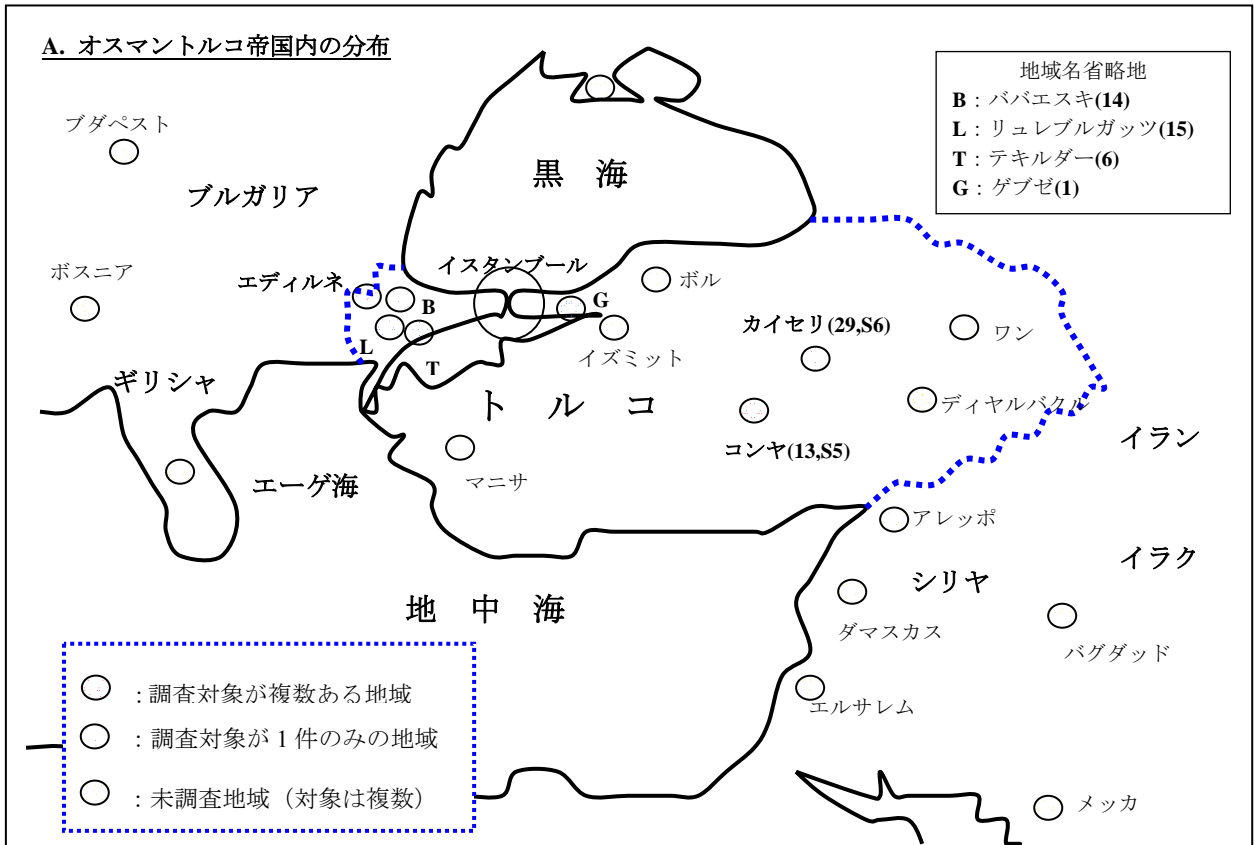 A. オスマントルコ帝国内の分布
地域名省略地
B：ババエスキ(14)
L：リュレブルガッツ(15)
T：テキルダー(6)
G：ゲブゼ(1)
ブダペスト
ブルガリア
黒 海
ボスニア
エディルネ
イスタンブール
ボル
B
G
カイセリ(29,S6)
ワン
L
イズミット
T
ギリシャ
ト ル コ
ディヤルバクル
イラン
コンヤ(13,S5)
エーゲ海
マニサ
アレッポ
イラク
シリヤ
地 中 海
ダマスカス
バグダッド
エルサレム
：調査対象が複数ある地域
：調査対象が 1 件のみの地域
：未調査地域（対象は複数）
メッカ